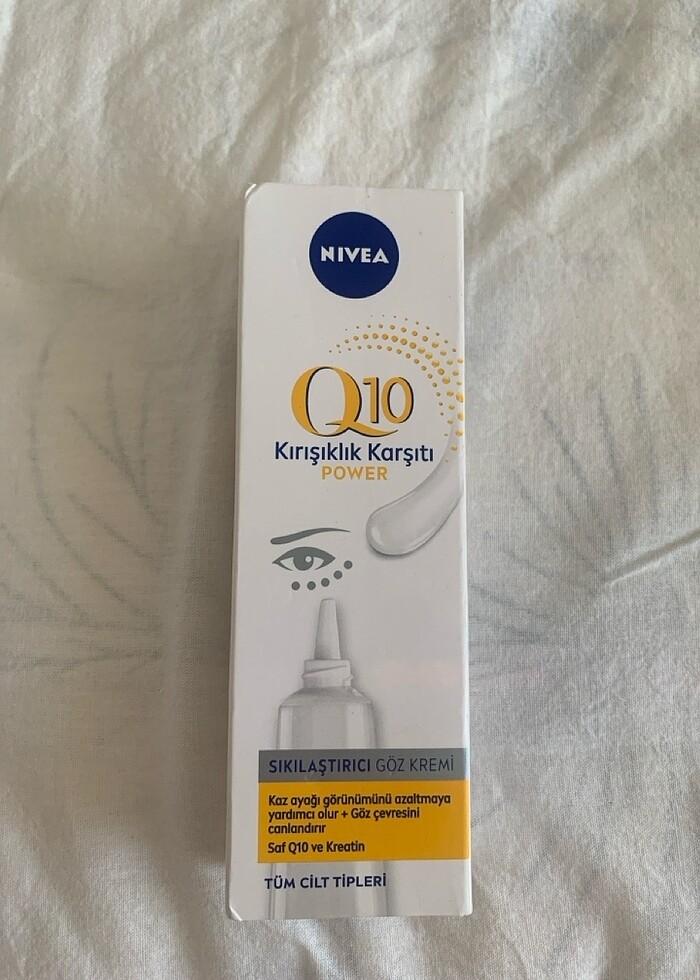 NIVEA
Q10
Kırışıklık Karşıtı
POWER
SIKILAŞTIRICI GÖZ KREMİ
Kaz ayağı görünümünü azaltmaya
yardımcı olur + Göz çevresini
canlandırır
Saf Q10 ve Kreatin
TÜM CİLT TİPLERİ